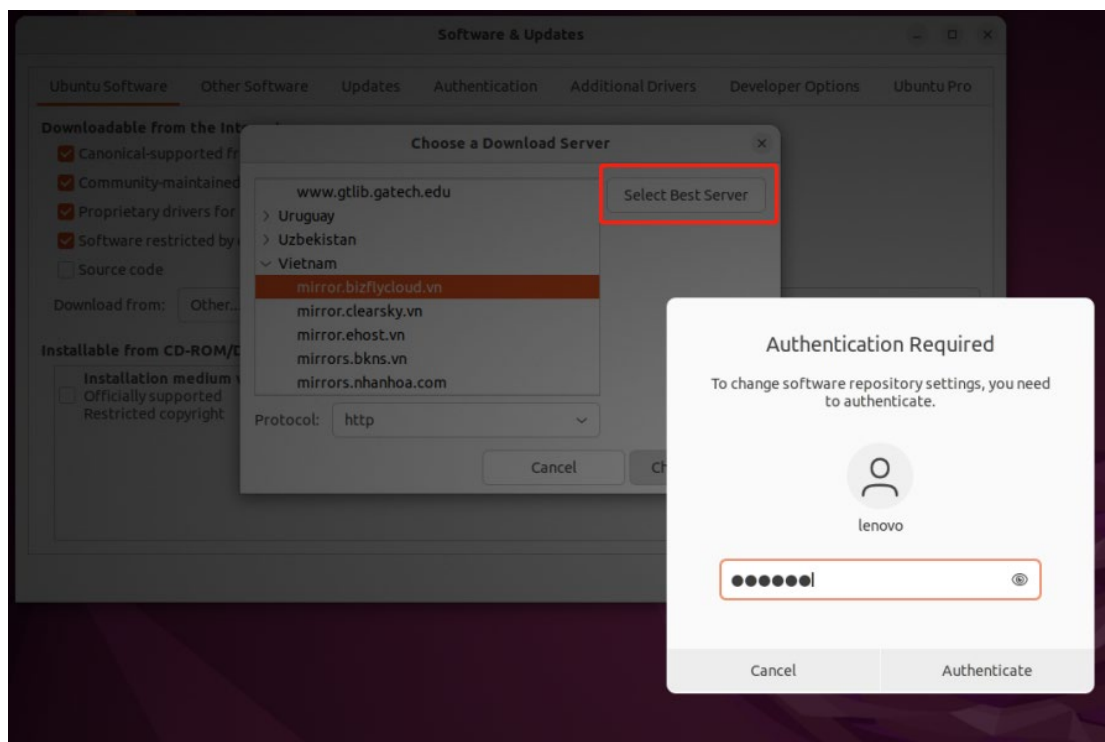 Software & Updates
Ubuntu Software Other Software Updates Authentication Additional Drivers Developer Options Ubuntu Pro
Downloadable from the
Choose a Download Server
Canonical-supported
Community-maintained
Proprietary drivers for
Software restricted by
Source code
Download from: Other...
Installable from
Installation medium
Officially supported
Restricted copyright
www.gtlib.gatech.edu
Uruguay
Uzbekistan
Vietnam
mirror.bizflycloud.vn
mirror.clearsky.vn
mirror.ehost.vn
mirrors.bkns.vn
mirrors.nhanhoa.com
Select Best Server
Protocol: http
Cancel
Authentication Required
To change software repository settings, you need
to authenticate.
lenovo
Cancel Authenticate